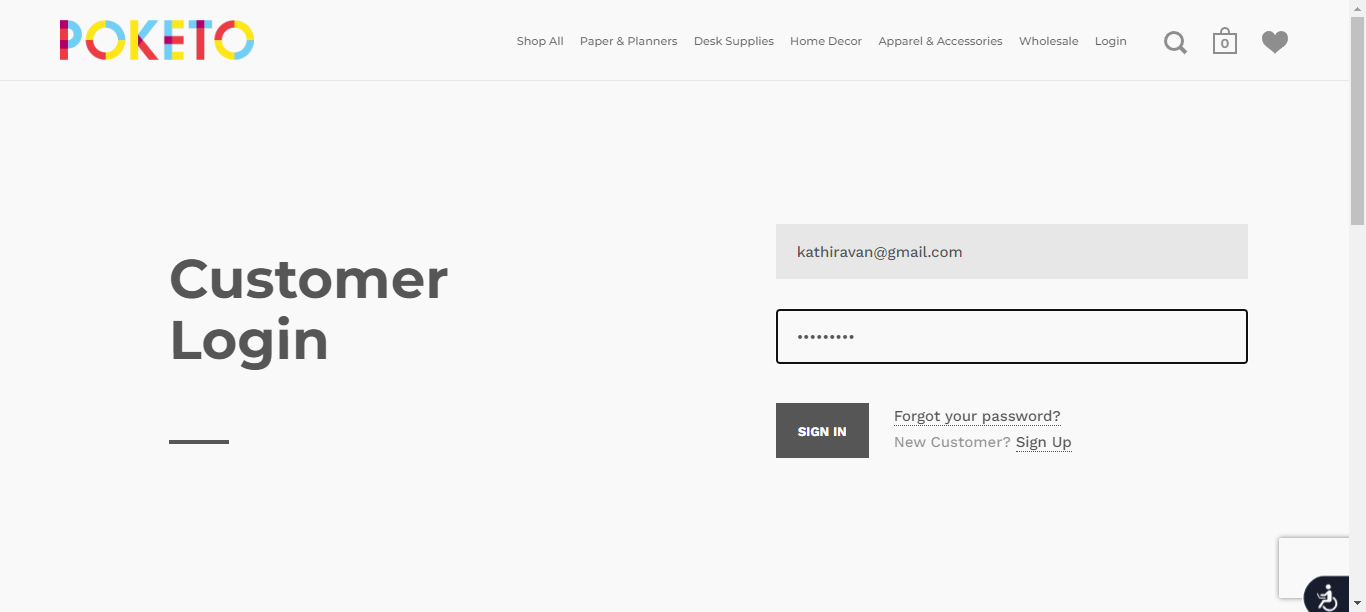 POKETO
Shop All Paper & Planners Desk Supplies Home Decor Apparel & Accessories Wholesale Login 0
kathiravan@gmail.com
Customer
Login
•••••••••
SIGN IN
Forgot your password?
New Customer? Sign Up